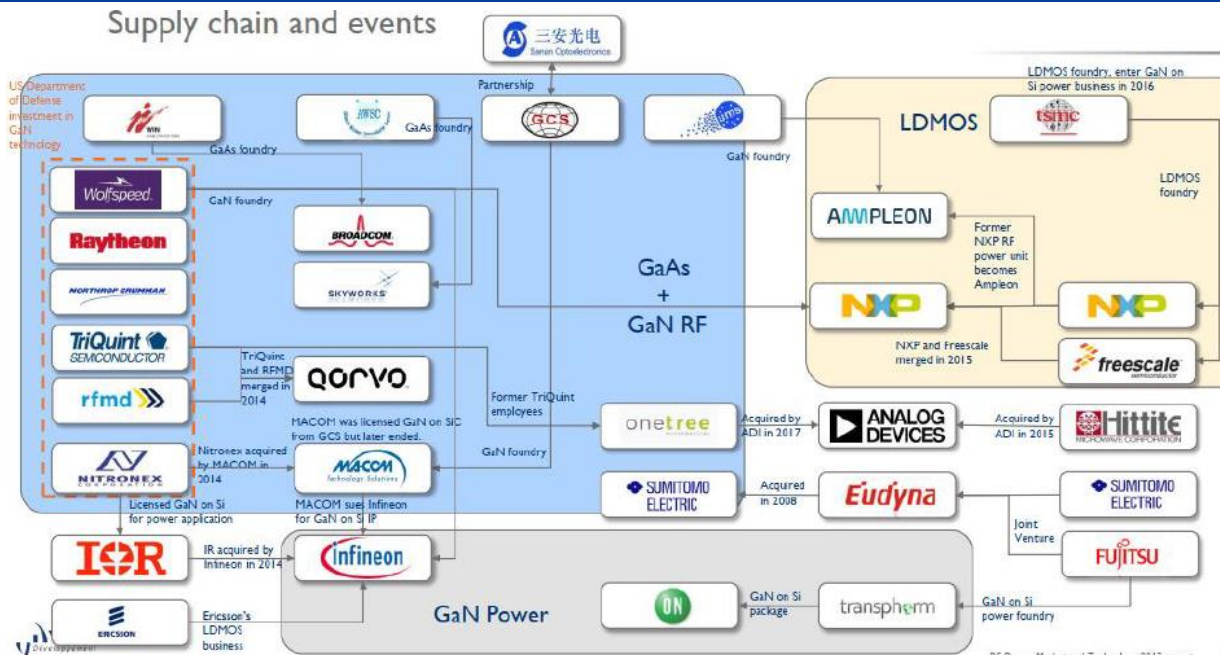 Supply chain and events
三安光电
Sanan Optoelectronics
US Department
of Defense
investment in
GaN
technology
Partnership
LDMOS foundry, enter GaN on
Si power business in 2016
WIN
AWSC
GaAs foundry
GCS
ums
GaN foundry
LDMOS
tsmc
GaAs foundry
LDMOS
foundry
Wolfspeed.
GaN foundry
BROADCOM.
AMPLEON
Former
NXP RF
power unit
becomes
Ampleon
Raytheon
SKYWORKS
GaAs
+
GaN RF
NORTHROP GRUMMAN
NXP
NXP
TriQuint
SEMICONDUCTOR
TriQuint
and RFMD
merged in
2014
QORVO
NXP and Freescale
merged in 2015
freescale
semiconductor
rfmd
Former TriQuint
employees
MACOM was licensed GaN on SiC
from GCS but later ended.
onetree
Acquired by
ADI in 2017
ANALOG
DEVICES
Acquired by
ADI in 2015
Hittite
MICROWAVE CORPORATION
GaN foundry
NITRONEX
CORPORATION
Nitronex acquired
by MACOM in
2014
MACOM
Technology Solutions
SUMITOMO
ELECTRIC
Acquired
in 2008
Eudyna
SUMITOMO
ELECTRIC
Licensed GaN on Si
for power application
MACOM sues Infineon
for GaN on Si IP
Joint
Venture
IOR
IR acquired by
Infineon in 2014
infineon
FUJITSU
ERICSSON
Ericsson's
LDMOS
business
GaN Power
ON
GaN on Si
package
transphorm
GaN on Si
power foundry
Développement